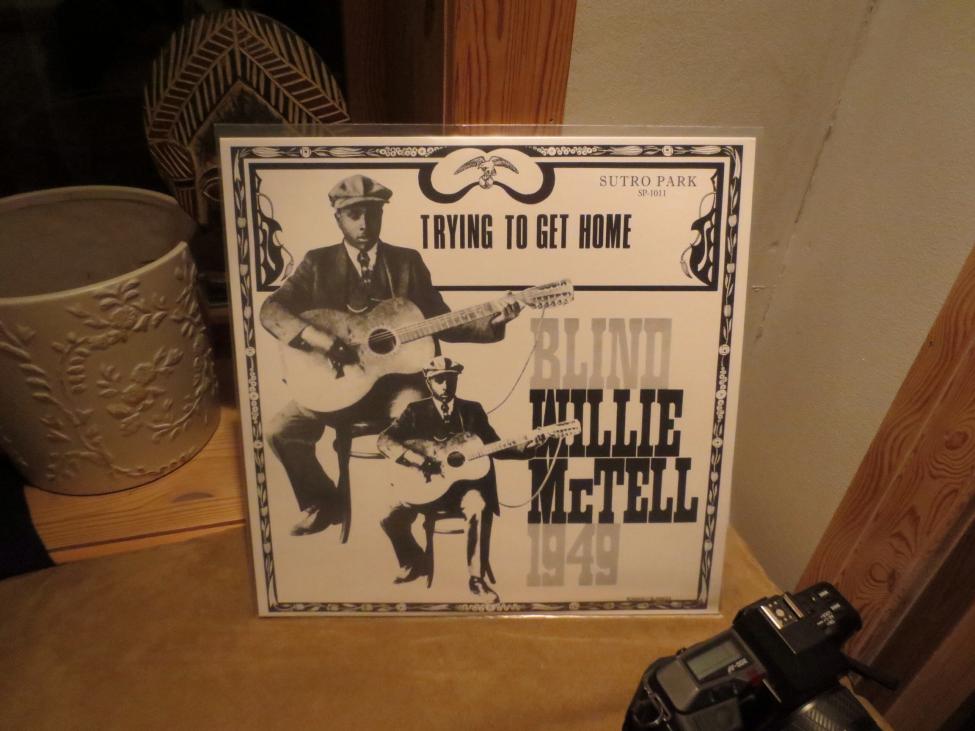 SUTRO PARK
SP-1011
TRYING TO GET HOME
BLIND
WILLIE
McTELL
1949